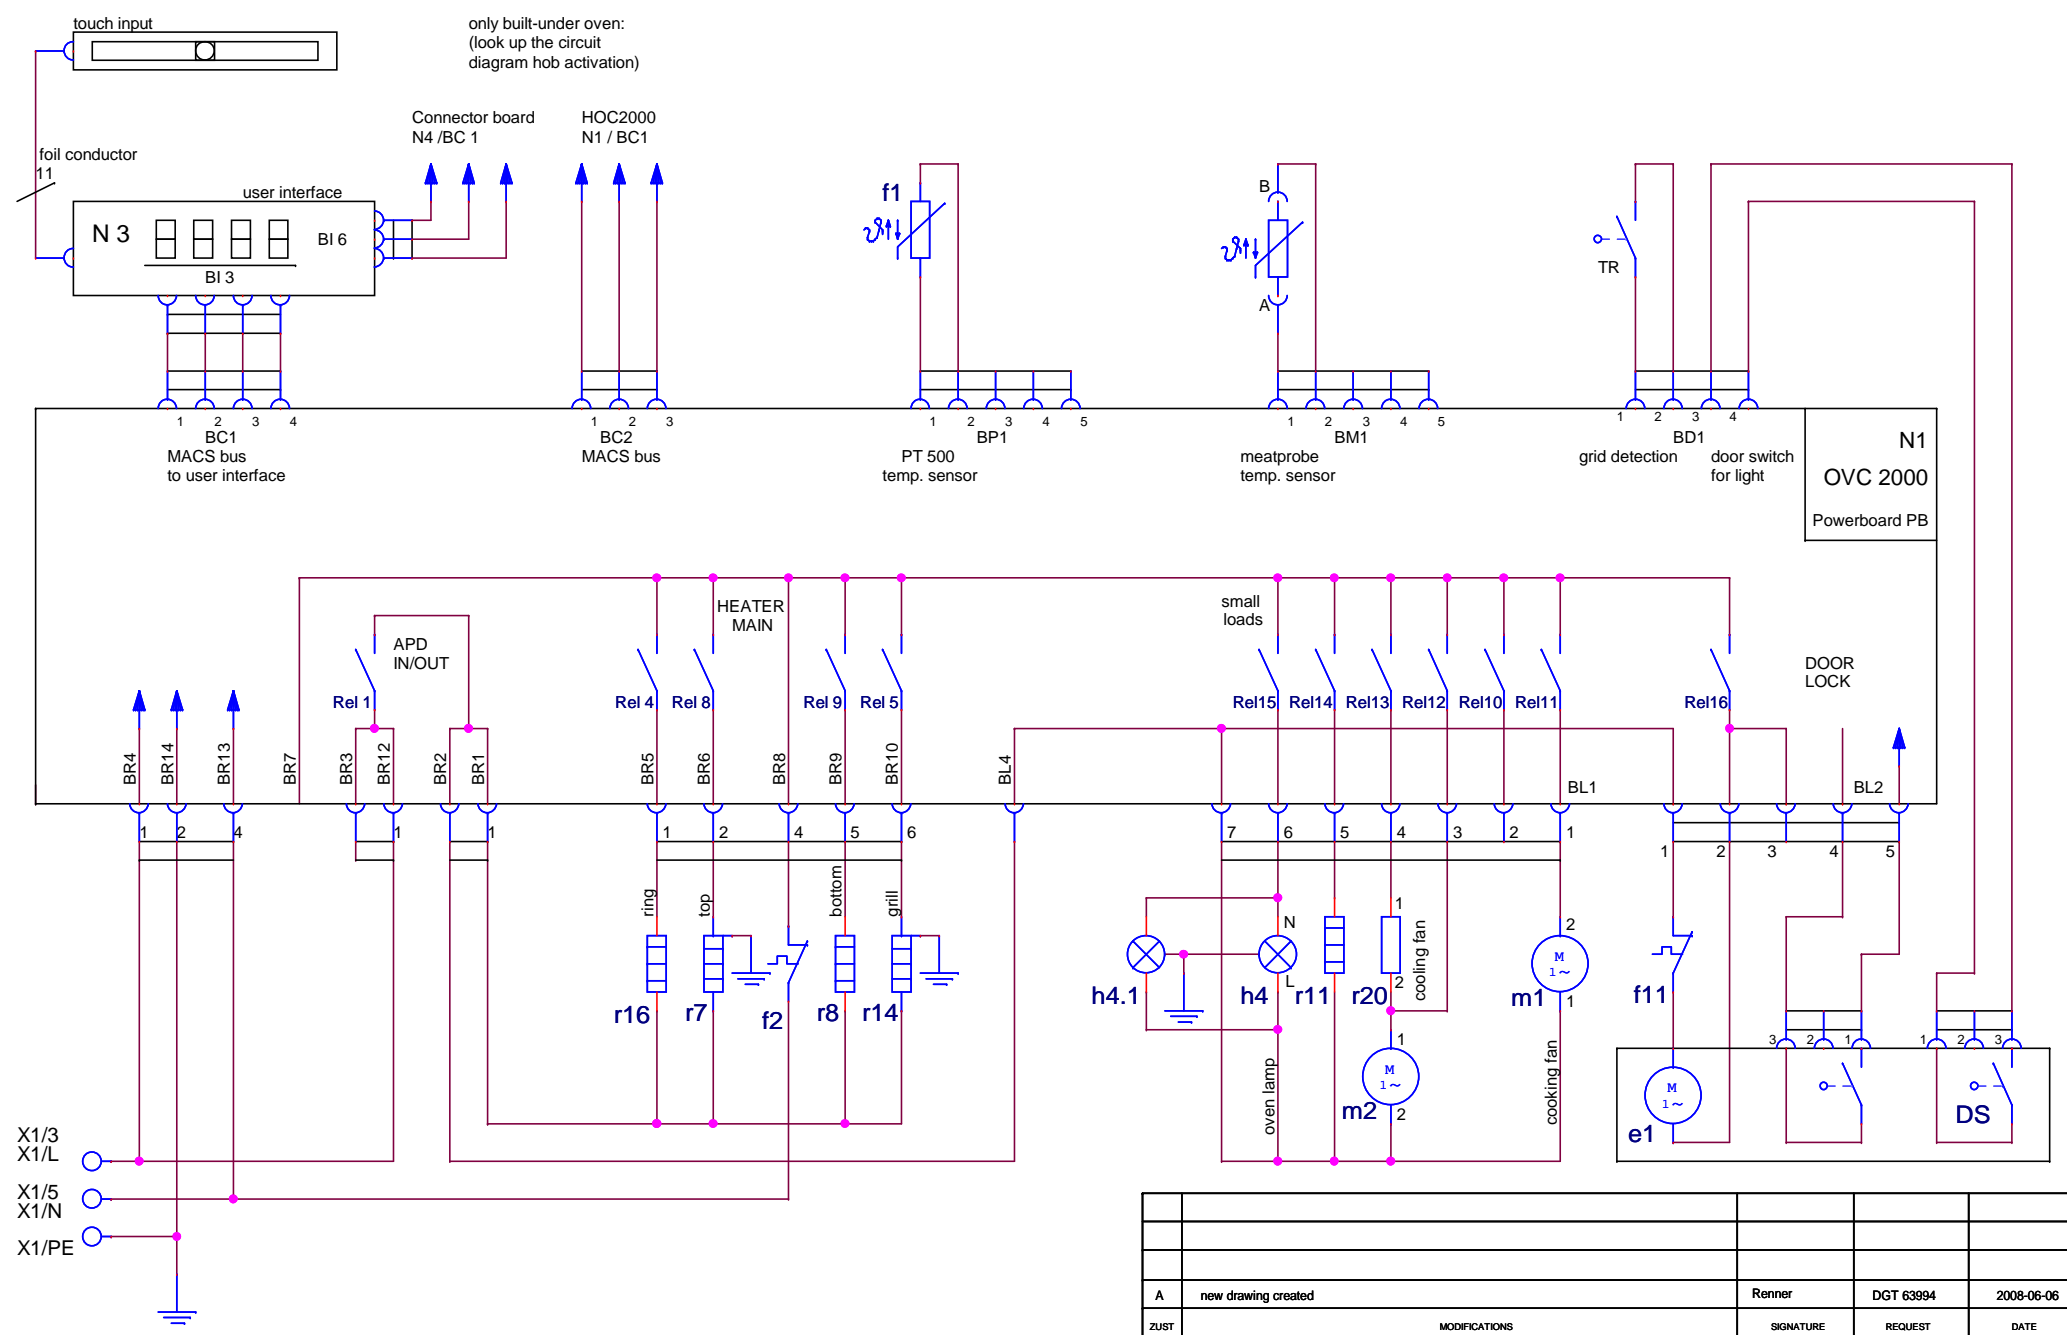 touch input
only built-under oven:
(look up the circuit
diagram hob activation)
Connector board
N4 /BC 1
HOC2000
N1 / BC1
foil conductor
11
user interface
N 3
BI 6
BI 3
f1
B
A
TR
1 2 3 4
BC1
MACS bus
to user interface
1 2 3
BC2
MACS bus
1 2 3 4 5
BP1
PT 500
temp. sensor
1 2 3 4 5
BM1
meatprobe
temp. sensor
1 2 3 4
BD1
grid detection
door switch
for light
N1
OVC 2000
Powerboard PB
APD
IN/OUT
HEATER
MAIN
small
loads
DOOR
LOCK
Rel 1
Rel 4
Rel 8
Rel 9
Rel 5
Rel15
Rel14
Rel13
Rel12
Rel10
Rel11
Rel16
BR4
BR14
BR13
BR7
BR3
BR12
BR2
BR1
BR5
BR6
BR8
BR9
BR10
BL4
BL1
BL2
1 2 4
1
1
1 2 4 5 6
7 6 5 4 3 2 1
1 2 3 4 5
ring
top
bottom
grill
r16
r7
f2
r8
r14
h4.1
N
L
h4
r11
1
2
r20
cooling fan
1
M
1~
2
m2
oven lamp
2
M
1~
1
m1
cooking fan
f11
M
1~
e1
3 2 1
1 2 3
DS
X1/3
X1/L
X1/5
X1/N
X1/PE
A new drawing created Renner DGT 63994 2008-06-06
ZUST MODIFICATIONS SIGNATURE REQUEST DATE